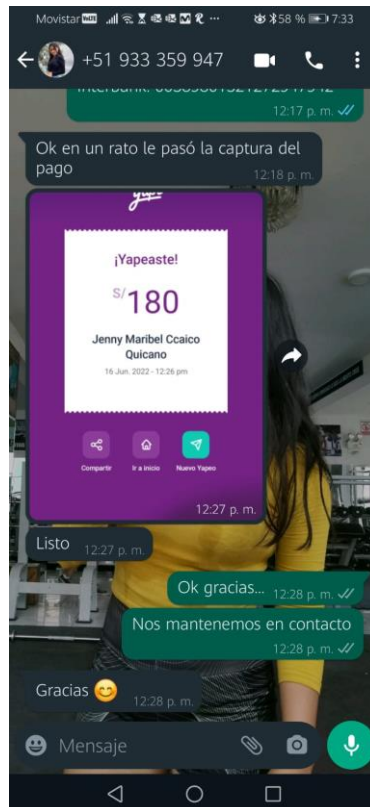 Movistar 58 % 7:33
+51 933 359 947
12:17 p. m.
Ok en un rato le pasó la captura del
pago
12:18 p. m.
yape
¡Yapeaste!
S/ 180
Jenny Maribel Ccaico
Quicano
16 Jun. 2022 - 12:26 pm
Compartir Ir a inicio Nuevo Yapeo
12:27 p. m.
Listo 12:27 p. m.
Ok gracias... 12:28 p. m.
Nos mantenemos en contacto
12:28 p. m.
Gracias 😊 12:28 p. m.
Mensaje